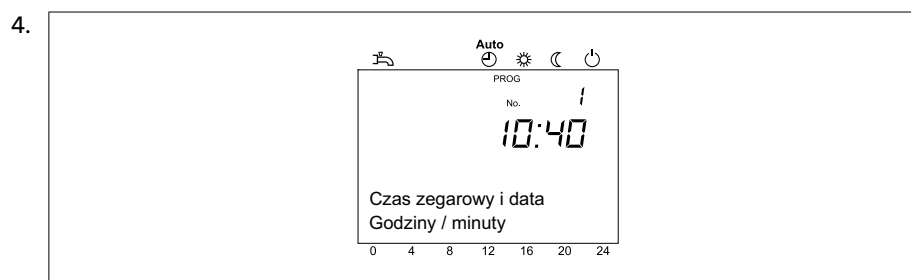 4.
Auto
PROG
No. 1
10:40
Czas zegarowy i data
Godziny / minuty
0 4 8 12 16 20 24